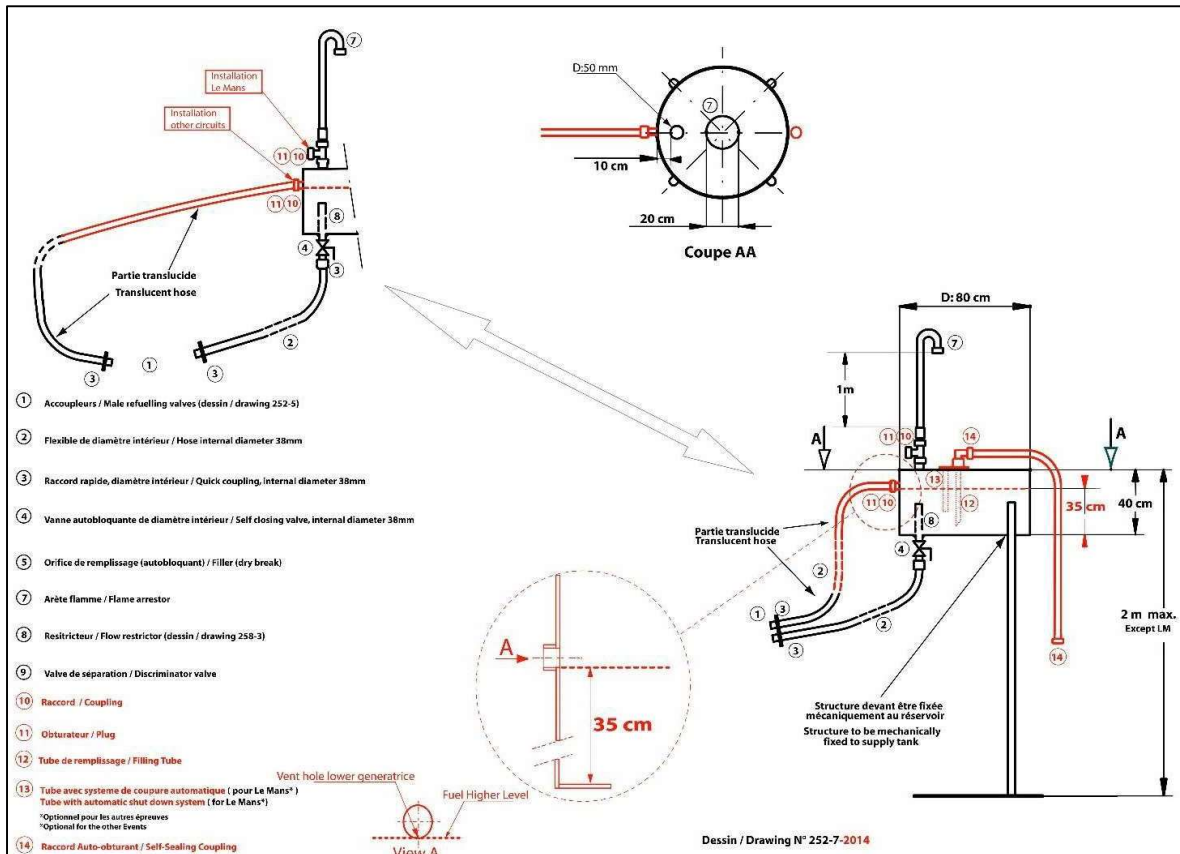 7
Installation
Le Mans
Installation
other circuits
11 10
11 10
8
4
3
Partie translucide
Translucent hose
2
3
1
3
D:50 mm
7
10 cm
20 cm
Coupe AA
D: 80 cm
7
1m
A
11 10
14
A
13
12
35 cm
40 cm
11 10
8
4
Partie translucide
Translucent hose
2
1
3
2
3
2 m max.
Except LM
14
Structure devant être fixée
mécaniquement au réservoir
Structure to be mechanically
fixed to supply tank
A
35 cm
1 Accoupleurs / Male refuelling valves (dessin / drawing 252-5)
2 Flexible de diamètre intérieur / Hose internal diameter 38mm
3 Raccord rapide, diamètre intérieur / Quick coupling, internal diameter 38mm
4 Vanne autobloquante de diamètre intérieur / Self closing valve, internal diameter 38mm
5 Orifice de remplissage (autobloquant) / Filler (dry break)
7 Arète flamme / Flame arrestor
8 Resitricteur / Flow restrictor (dessin / drawing 258-3)
9 Valve de séparation / Discriminator valve
10 Raccord / Coupling
11 Obturateur / Plug
12 Tube de remplissage / Filling Tube
13 Tube avec systeme de coupure automatique ( pour Le Mans* )
Tube with automatic shut down system ( for Le Mans*)
*Optionnel pour les autres épreuves
*Optional for the other Events
14 Raccord Auto-obturant / Self-Sealing Coupling
Vent hole lower generatrice
Fuel Higher Level
View A
Dessin / Drawing N° 252-7-2014